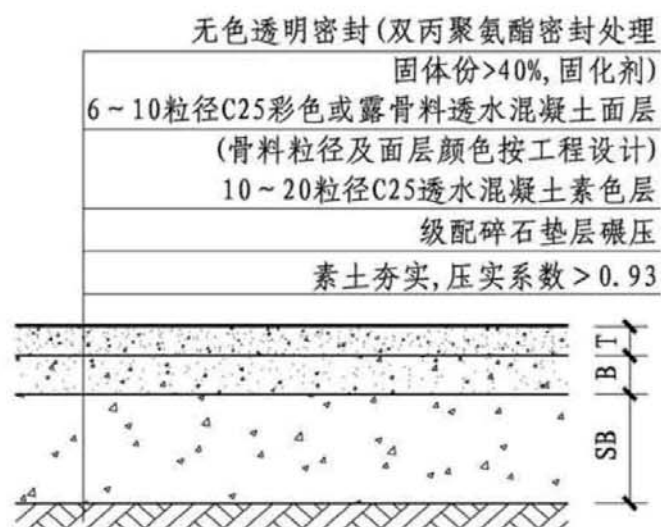 无色透明密封(双丙聚氨酯密封处理
固体份>40%,固化剂)
6~10粒径C25彩色或露骨料透水混凝土面层
(骨料粒径及面层颜色按工程设计)
10~20粒径C25透水混凝土素色层
级配碎石垫层碾压
素土夯实,压实系数>0.93
T
B
SB